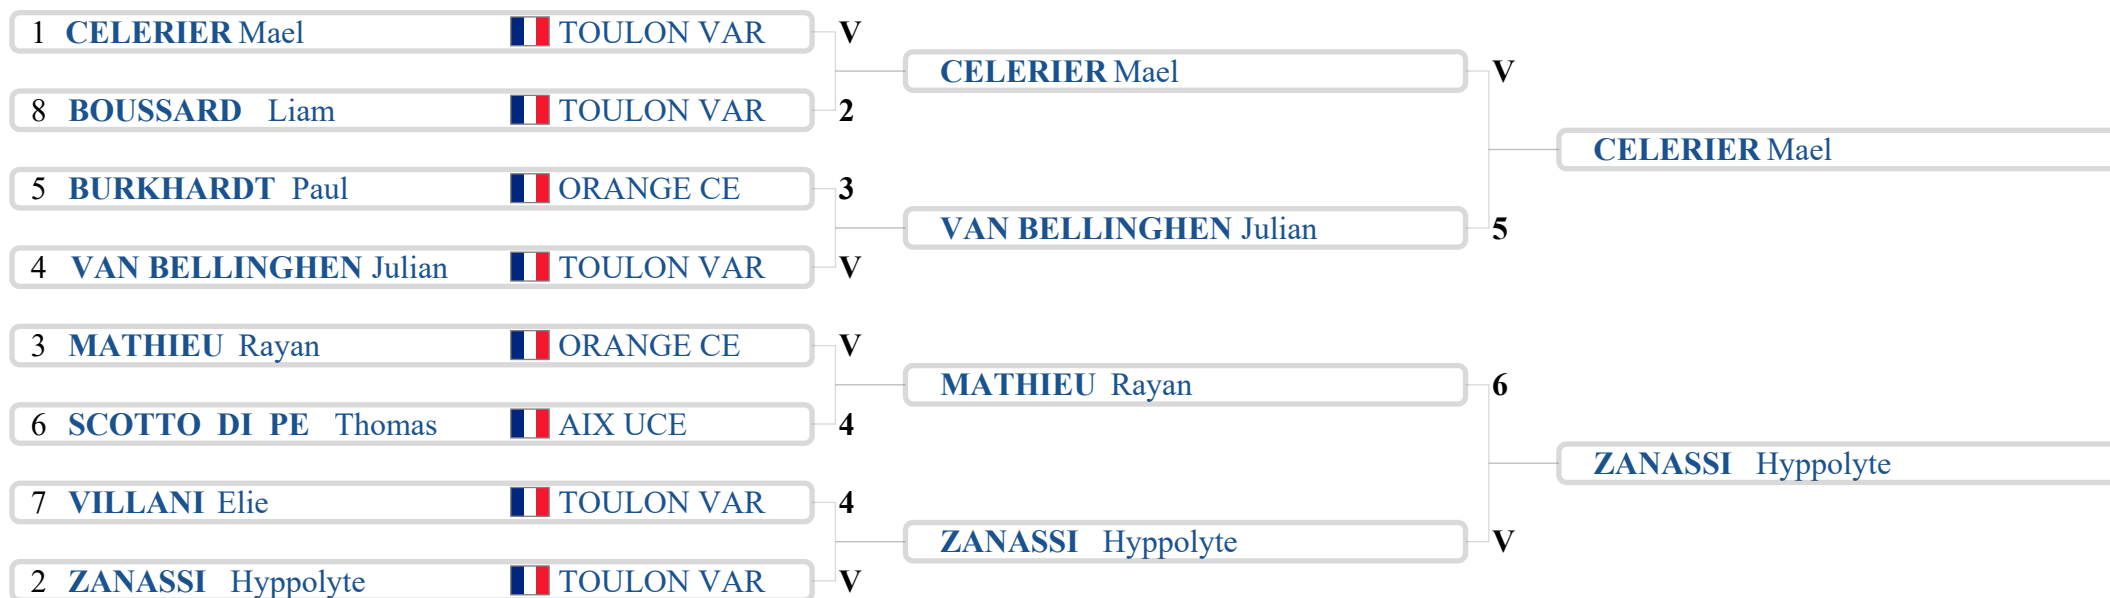 1 CELERIER Mael TOULON VAR V
CELERIER Mael V
8 BOUSSARD Liam TOULON VAR 2
CELERIER Mael
5 BURKHARDT Paul ORANGE CE 3
VAN BELLINGHEN Julian 5
4 VAN BELLINGHEN Julian TOULON VAR V
3 MATHIEU Rayan ORANGE CE V
MATHIEU Rayan 6
6 SCOTTO DI PE Thomas AIX UCE 4
ZANASSI Hyppolyte
7 VILLANI Elie TOULON VAR 4
ZANASSI Hyppolyte V
2 ZANASSI Hyppolyte TOULON VAR V